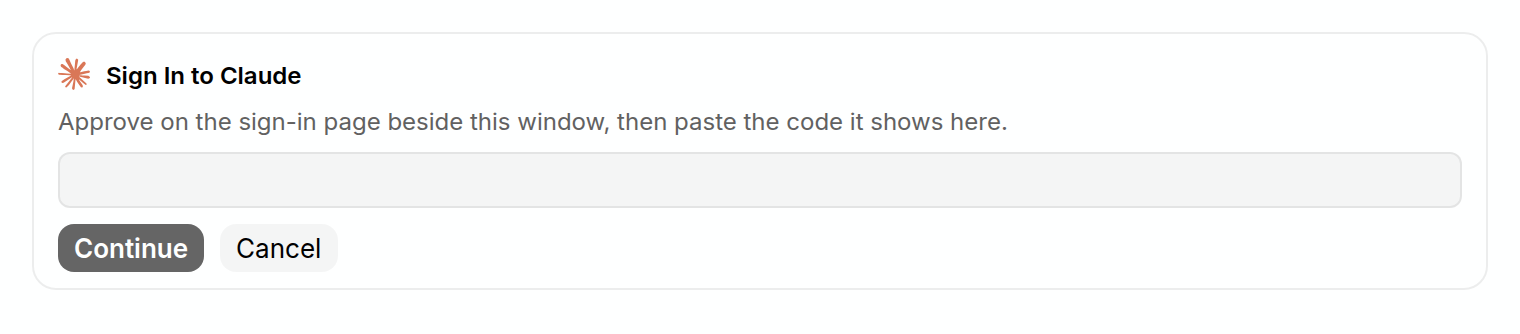 Sign In to Claude
Approve on the sign-in page beside this window, then paste the code it shows here.
Continue
Cancel